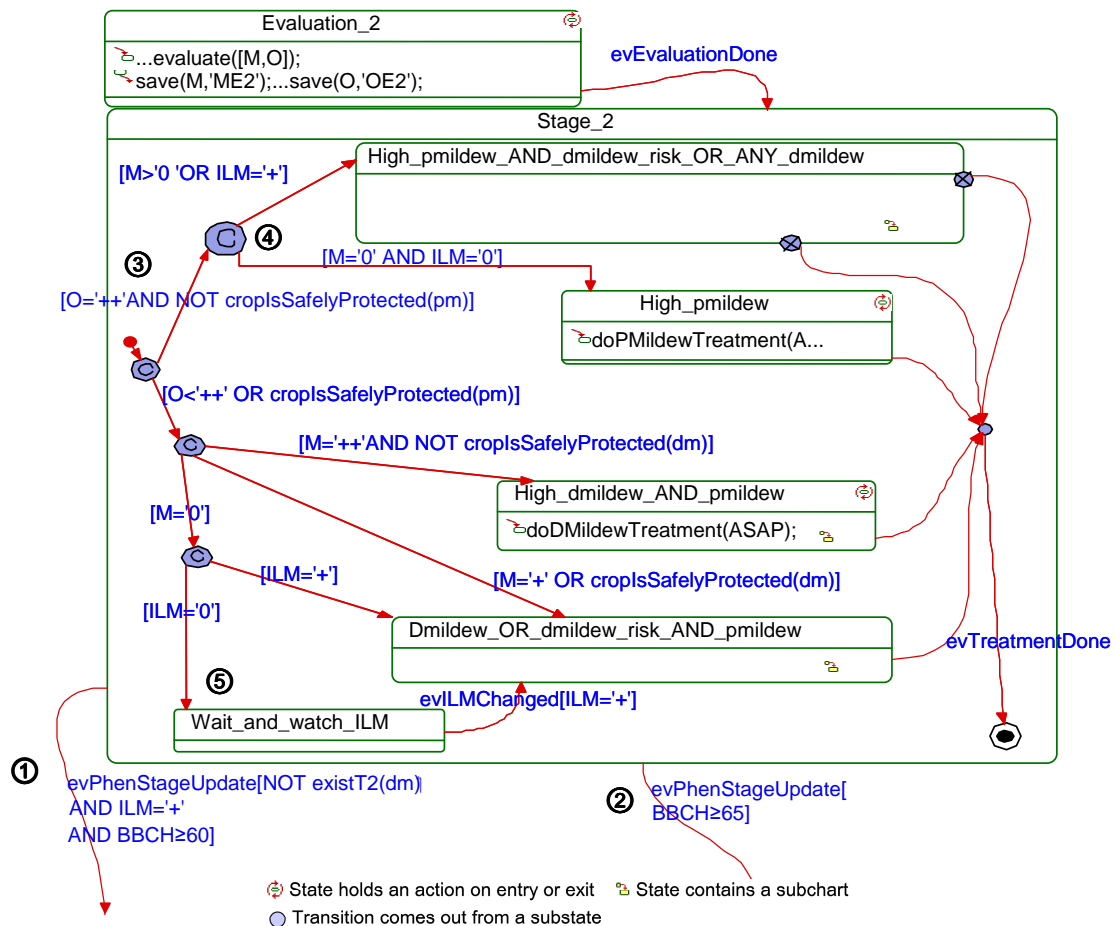 Evaluation_2
...evaluate([M,O]);
save(M,'ME2');...save(O,'OE2');
evEvaluationDone
Stage_2
High_pmildew_AND_dmildew_risk_OR_ANY_dmildew
[M>'0 'OR ILM='+']
④
③
[M='0' AND ILM='0']
[O='++'AND NOT cropIsSafelyProtected(pm)]
High_pmildew
doPMildewTreatment(A...
C
C
[O<'++' OR cropIsSafelyProtected(pm)]
C
[M='++'AND NOT cropIsSafelyProtected(dm)]
High_dmildew_AND_pmildew
[M='0']
doDMildewTreatment(ASAP);
C
[ILM='+']
[M='+' OR cropIsSafelyProtected(dm)]
[ILM='0']
Dmildew_OR_dmildew_risk_AND_pmildew
evTreatmentDone
⑤
evILMChanged[ILM='+']
Wait_and_watch_ILM
①
evPhenStageUpdate[NOT existT2(dm)
AND ILM='+'
AND BBCH≥60]
②
evPhenStageUpdate[
BBCH≥65]
State holds an action on entry or exit
State contains a subchart
Transition comes out from a substate